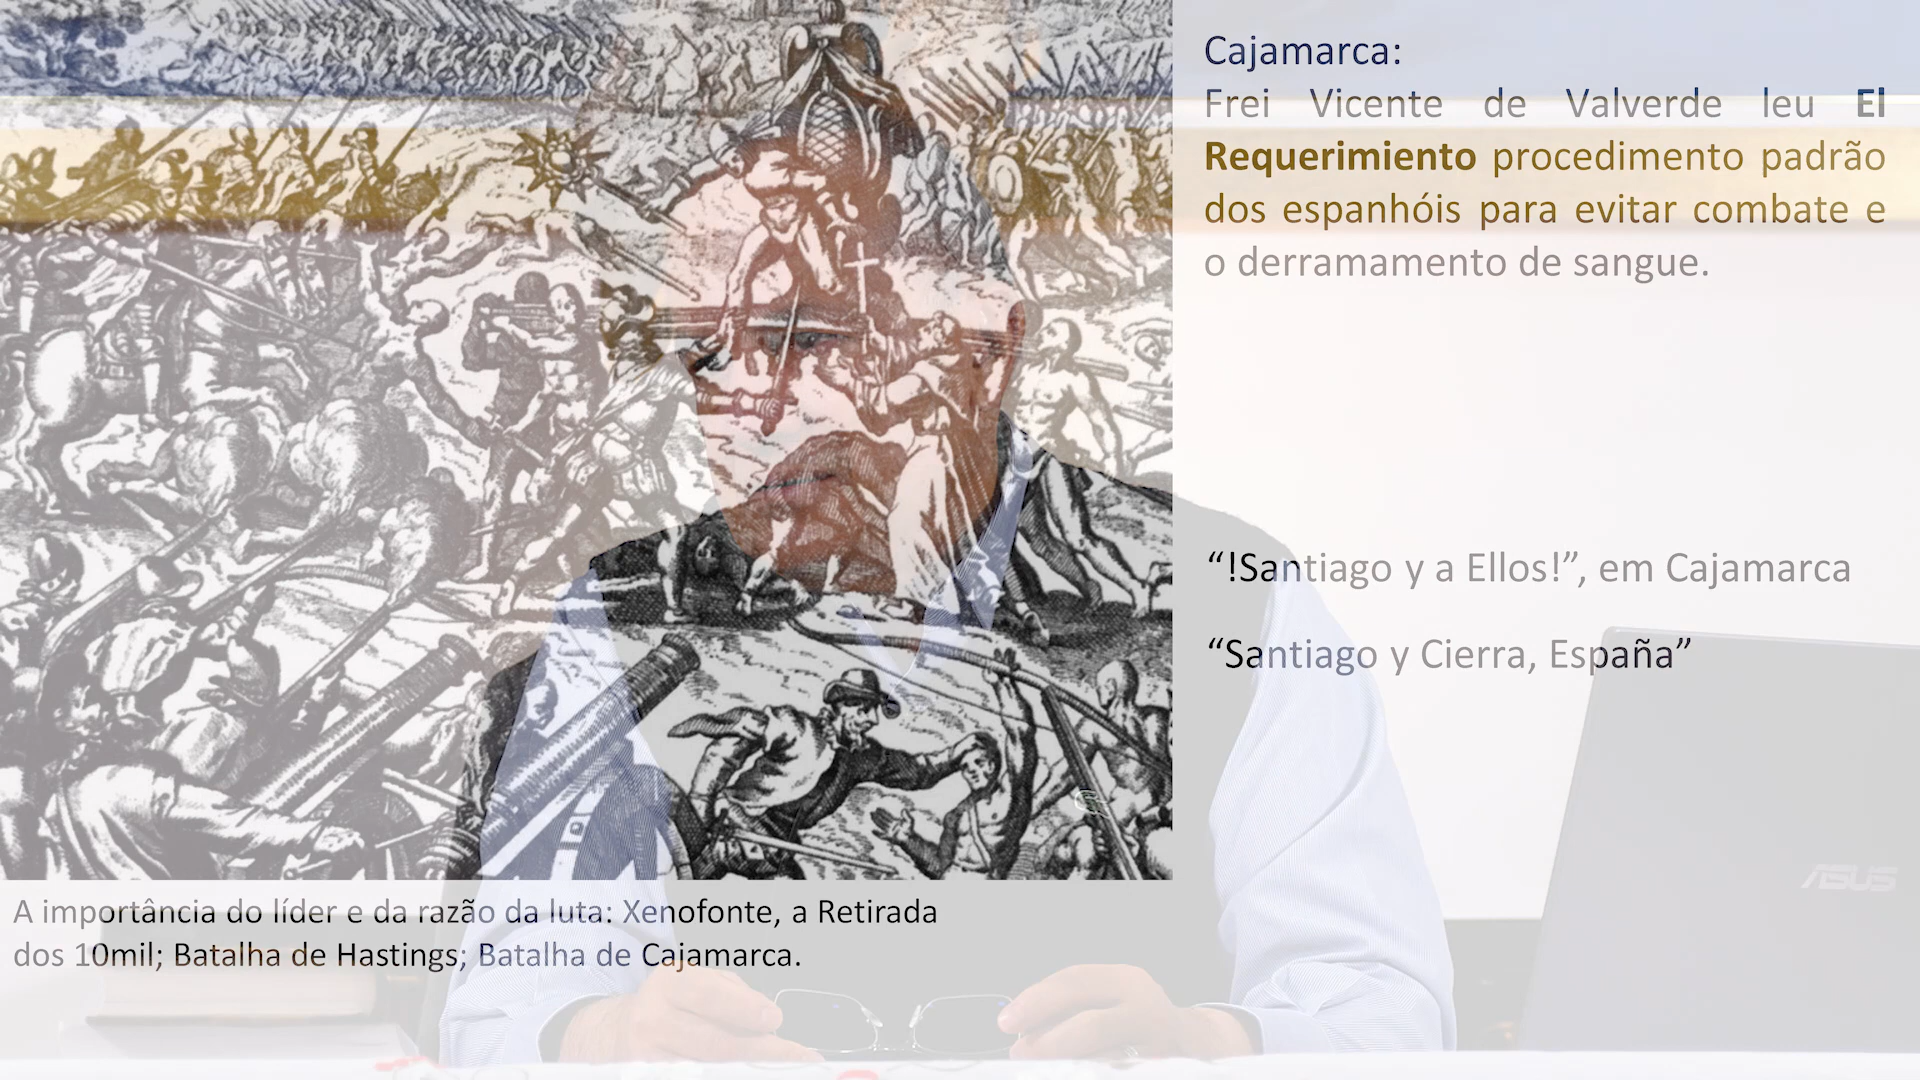 Cajamarca:
Frei Vicente de Valverde leu El
Requerimiento procedimento padrão
dos espanhóis para evitar combate e
o derramamento de sangue.
“!Santiago y a Ellos!”, em Cajamarca
“Santiago y Cierra, España”
ASUS
A importância do líder e da razão da luta: Xenofonte, a Retirada
dos 10mil; Batalha de Hastings; Batalha de Cajamarca.